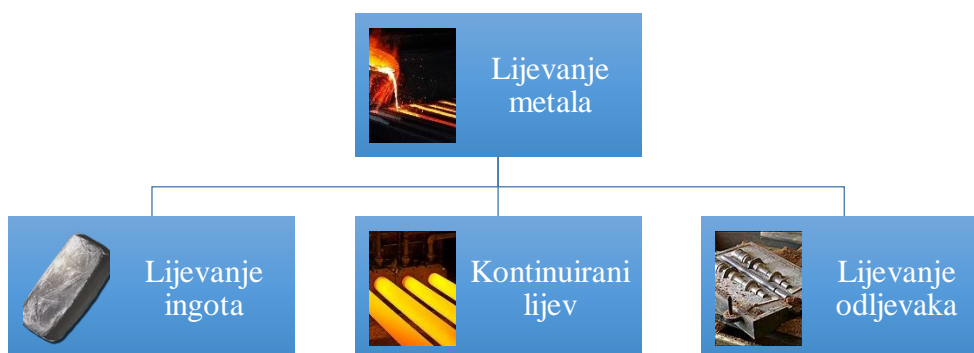 Lijevanje
metala
Lijevanje
ingota
Kontinuirani
lijev
Lijevanje
odljevaka